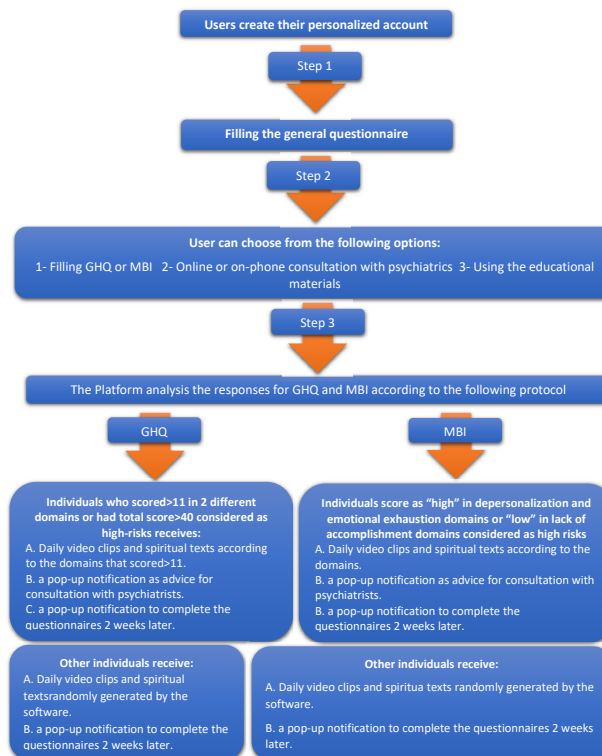 Users create their personalized account
Step 1
Filling the general questionnaire
Step 2
User can choose from the following options:
1- Filling GHQ or MBI   2- Online or on-phone consultation with psychiatrics  3- Using the educational
materials
Step 3
The Platform analysis the responses for GHQ and MBI according to the following protocol
GHQ
MBI
Individuals who scored>11 in 2 different
domains or had total score>40 considered as
high-risks receives:
A. Daily video clips and spiritual texts according
to the domains that scored>11.
B. a pop-up notification as advice for
consultation with psychiatrists.
C. a pop-up notification to complete the
questionnaires 2 weeks later.
Individuals score as “high” in depersonalization and
emotional exhaustion domains or “low” in lack of
accomplishment domains considered as high risks
A. Daily video clips and spiritual texts according to the
domains.
B. a pop-up notification as advice for consultation with
psychiatrists.
B. a pop-up notification to complete the
questionnaires 2 weeks later.
Other individuals receive:
A. Daily video clips and spiritual
textsrandomly generated by the
software.
B. a pop-up notification to complete the
questionnaires 2 weeks later.
Other individuals receive:
A. Daily video clips and spiritua texts randomly generated by the
software.
B. a pop-up notification to complete the questionnaires 2 weeks
later.